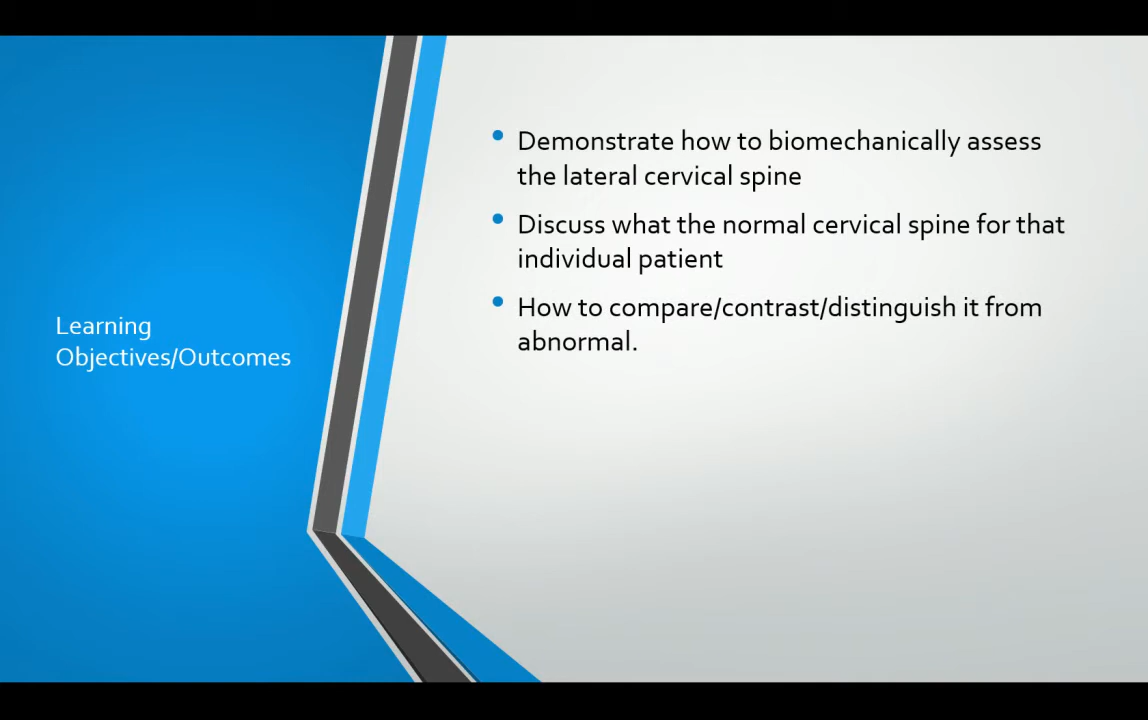 Learning
Objectives/Outcomes
• Demonstrate how to biomechanically assess
the lateral cervical spine
• Discuss what the normal cervical spine for that
individual patient
• How to compare/contrast/distinguish it from
abnormal.